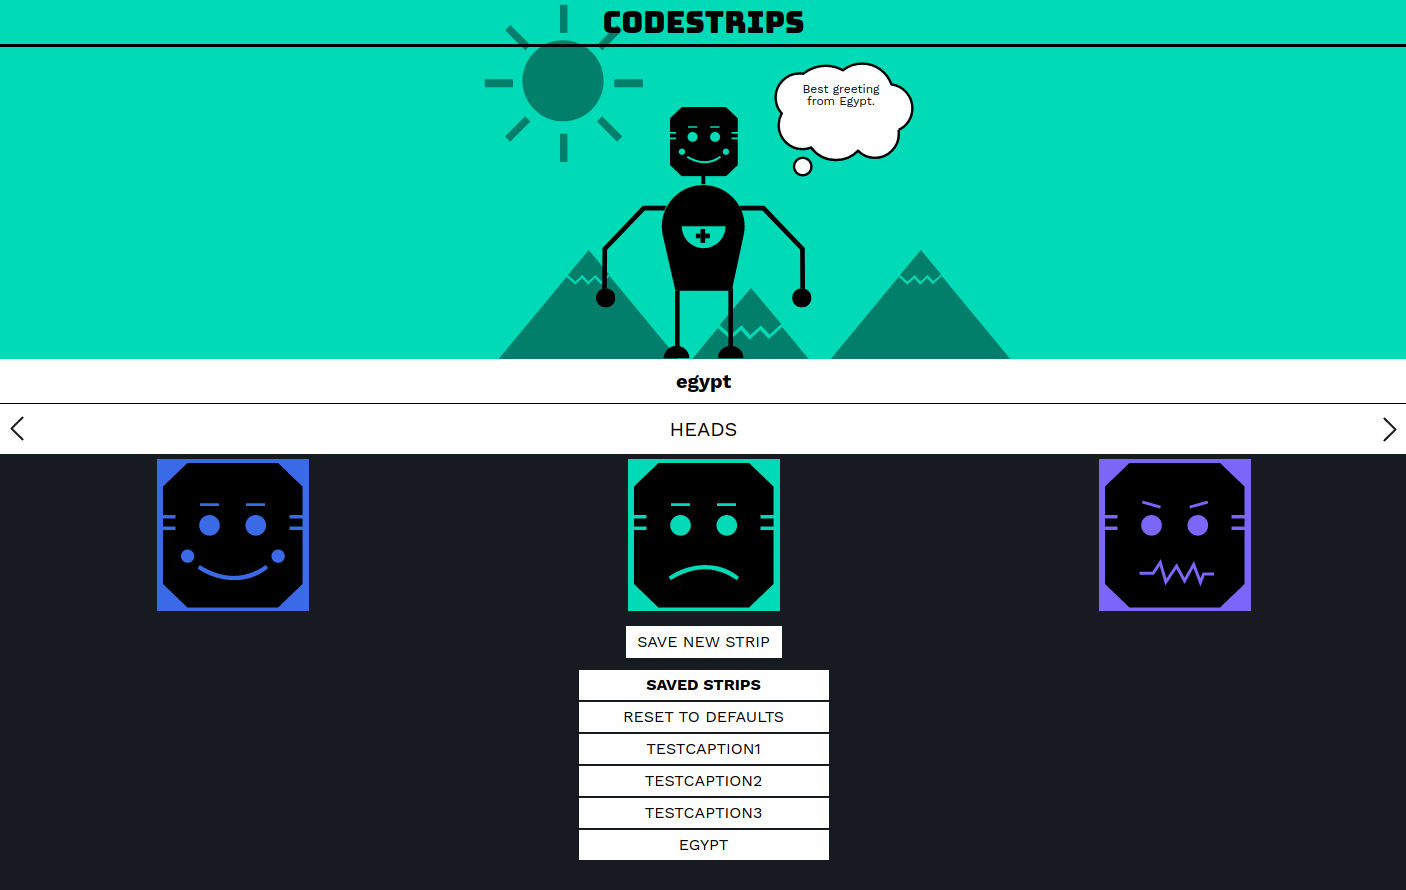 CODESTRIPS
Best greeting
from Egypt.
egypt
HEADS
SAVE NEW STRIP
SAVED STRIPS
RESET TO DEFAULTS
TESTCAPTION1
TESTCAPTION2
TESTCAPTION3
EGYPT